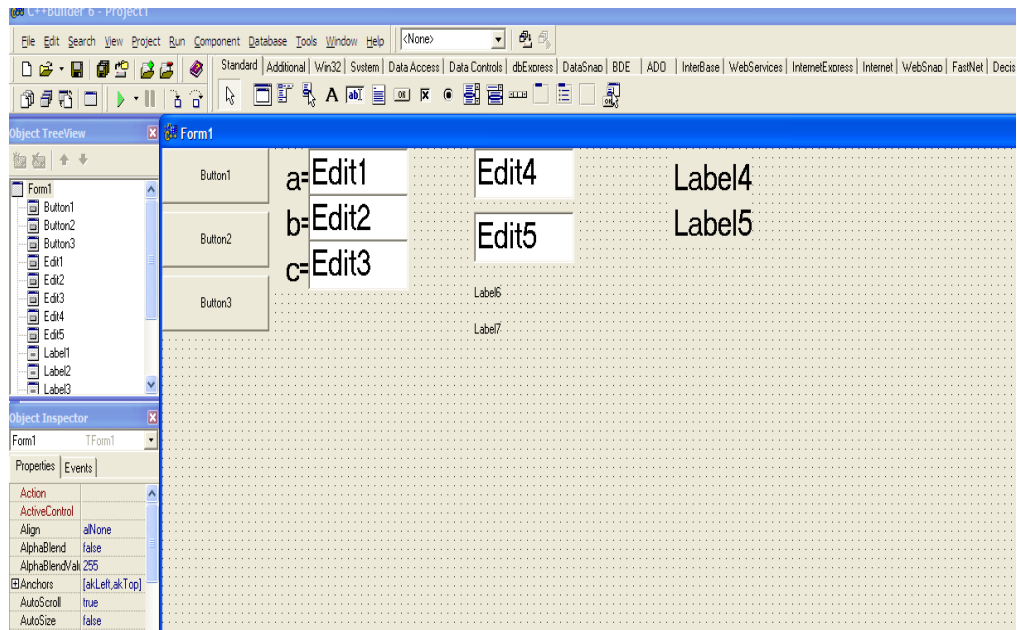 C++Builder 6 - Project1
File Edit Search View Project Run Component Database Tools Window Help <None>
Standard Additional Win32 System Data Access Data Controls dbExpress DataSnap BDE ADO InterBase WebServices InternetExpress Internet WebSnap FastNet Decis
Object TreeView
Form1
Button1
Button2
Button3
Edit1
Edit2
Edit3
Edit4
Edit5
Label1
Label2
Label3
Object Inspector
Form1 TForm1
Properties Events
Action
ActiveControl
Align alNone
AlphaBlend false
AlphaBlendVal 255
Anchors [akLeft,akTop]
AutoScroll true
AutoSize false
Form1
Button1 a= Edit1 Edit4 Label4
Button2 b= Edit2 Edit5 Label5
Button3 c= Edit3
Label6
Label7